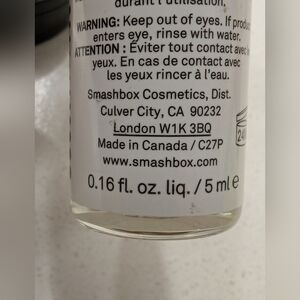 durant l'utilisation.
WARNING: Keep out of eyes. If product
enters eye, rinse with water.
ATTENTION : Éviter tout contact avec
yeux. En cas de contact avec
les yeux rincer à l'eau.
Smashbox Cosmetics, Dist.
Culver City, CA 90232
London W1K 3BQ
Made in Canada / C27P
www.smashbox.com
0.16 fl. oz. liq. / 5 ml e